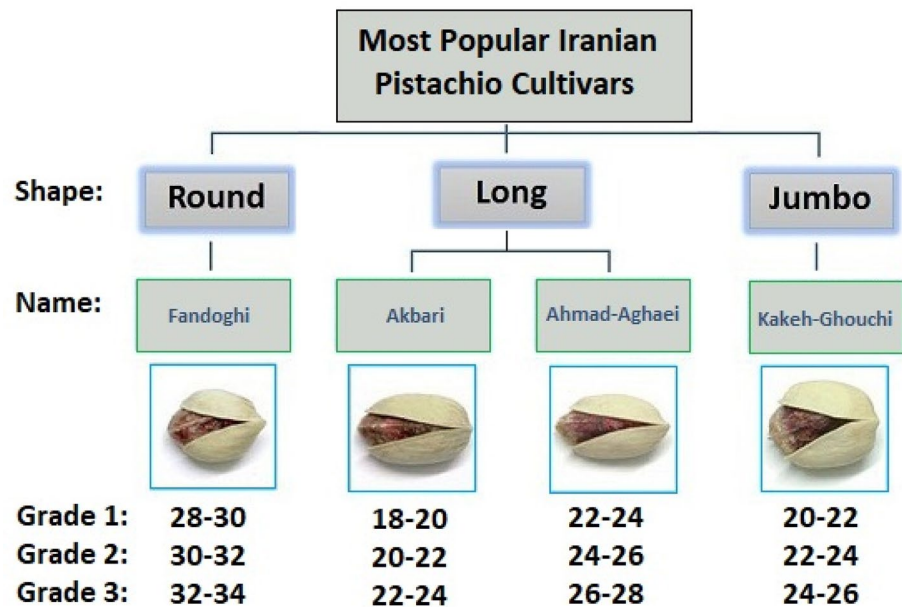 Most Popular Iranian
Pistachio Cultivars
Shape: Round Long Jumbo
Name: Fandoghi Akbari Ahmad-Aghaei Kakeh-Ghouchi
Grade 1: 28-30 18-20 22-24 20-22
Grade 2: 30-32 20-22 24-26 22-24
Grade 3: 32-34 22-24 26-28 24-26